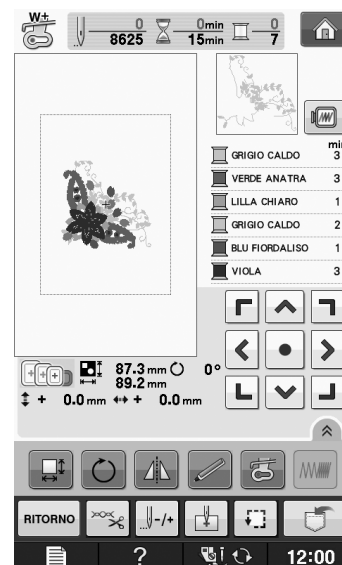 W+
0 0min 0
8625 15min 7
min
GRIGIO CALDO 3
VERDE ANATRA 3
LILLA CHIARO 1
GRIGIO CALDO 2
BLU FIORDALISO 1
VIOLA 3
87.3 mm 0°
89.2 mm
+ 0.0 mm + 0.0 mm
RITORNO -/+
? 12:00